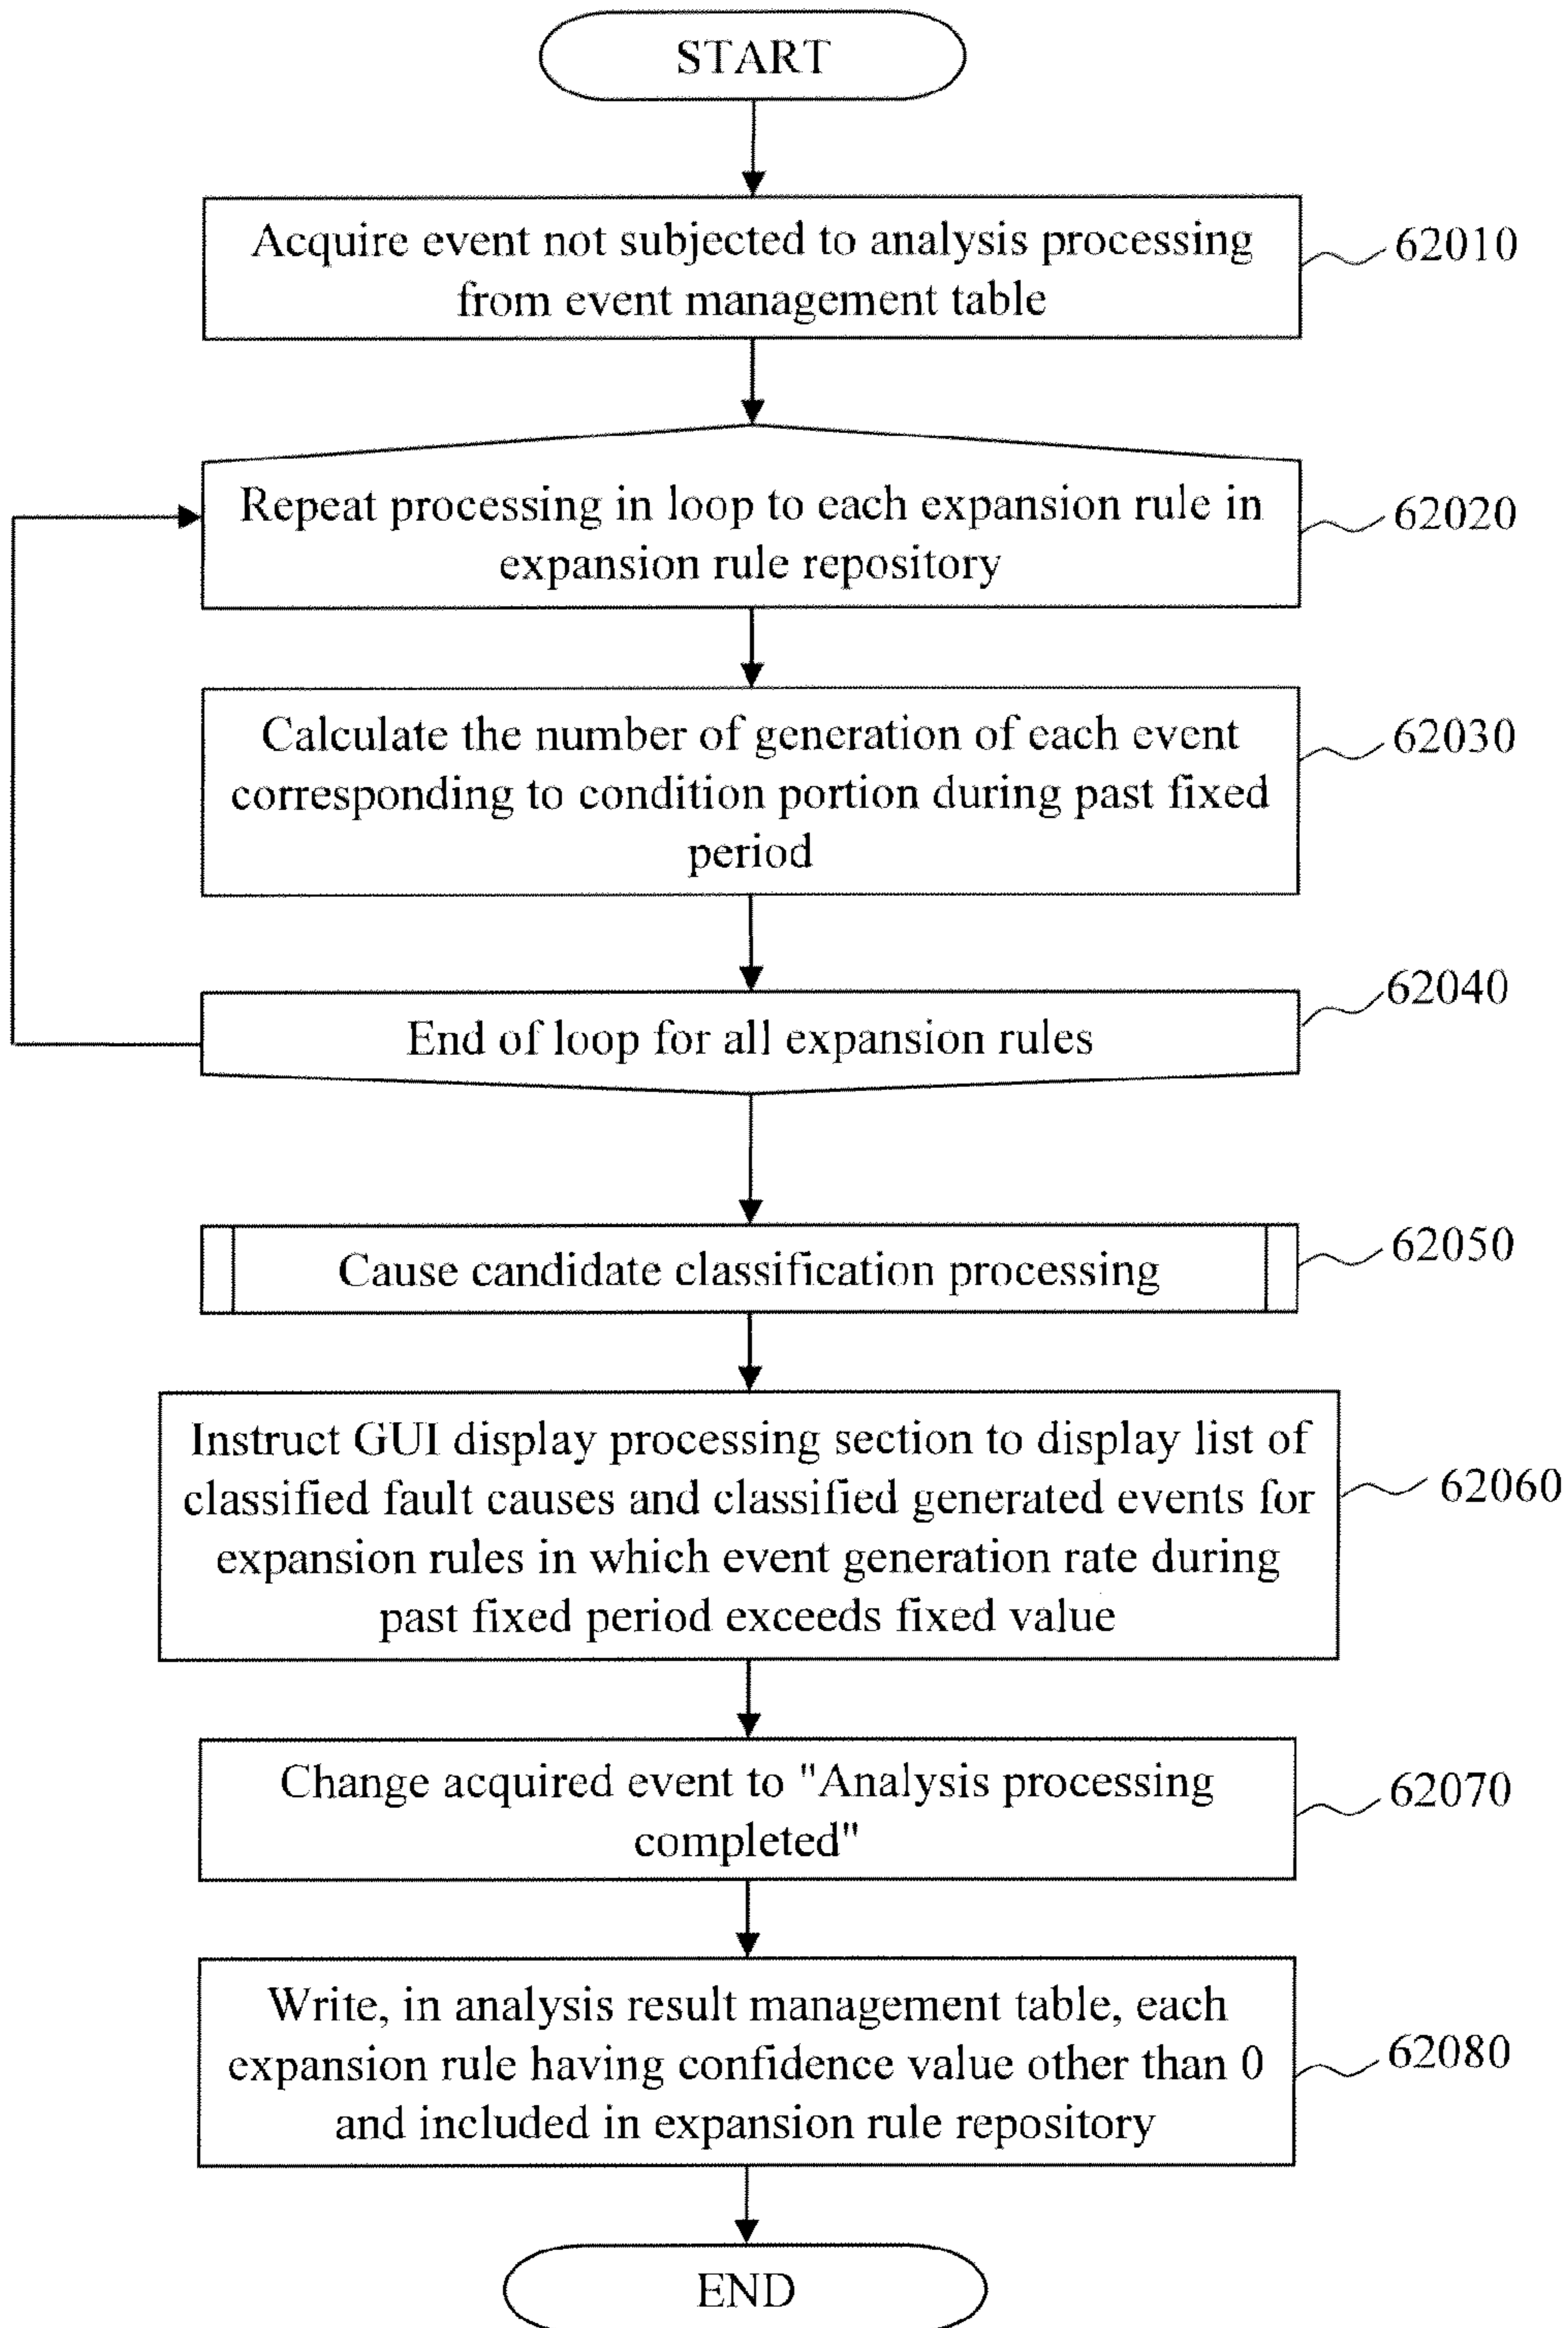 START
Acquire event not subjected to analysis processing
from event management table
62010
Repeat processing in loop to each expansion rule in
expansion rule repository
62020
Calculate the number of generation of each event
corresponding to condition portion during past fixed
period
62030
End of loop for all expansion rules
62040
Cause candidate classification processing
62050
Instruct GUI display processing section to display list of
classified fault causes and classified generated events for
expansion rules in which event generation rate during
past fixed period exceeds fixed value
62060
Change acquired event to "Analysis processing
completed"
62070
Write, in analysis result management table, each
expansion rule having confidence value other than 0
and included in expansion rule repository
62080
END